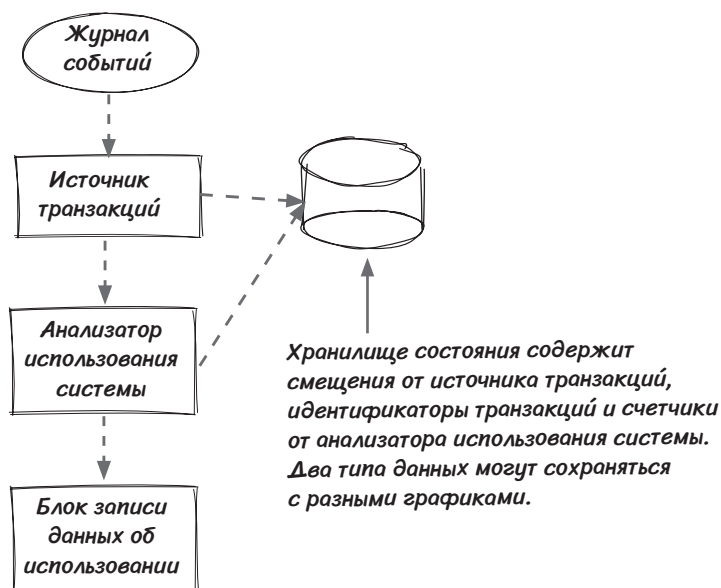 Журнал
событий
Источник
транзакций
Анализатор
использования
системы
Хранилище состояния содержит
смещения от источника транзакций,
идентификаторы транзакций и счетчики
от анализатора использования системы.
Два типа данных могут сохраняться
с разными графиками.
Блок записи
данных об
использовании